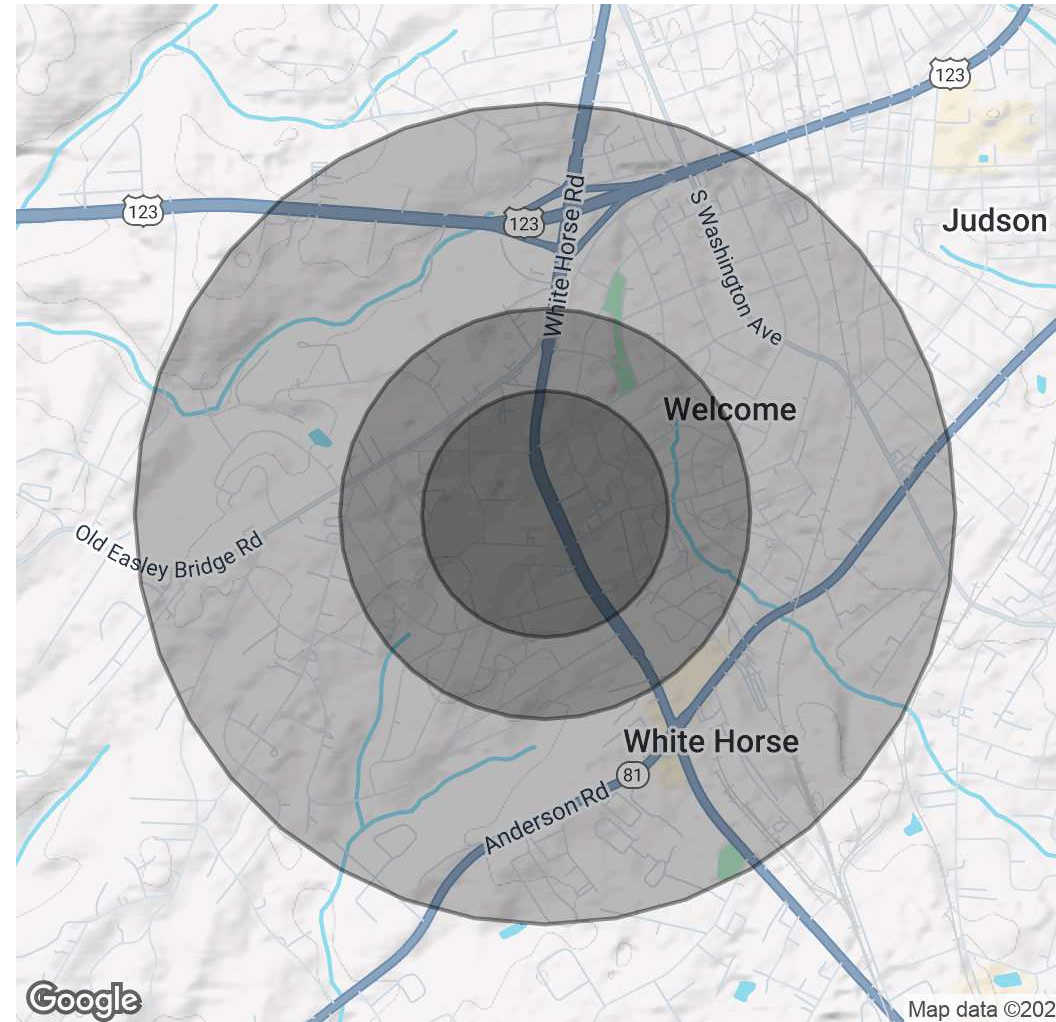 123
Judson
123
123
White Horse Rd
S Washington Ave
Welcome
Old Easley Bridge Rd
White Horse
81
Anderson Rd
Google
Map data ©202